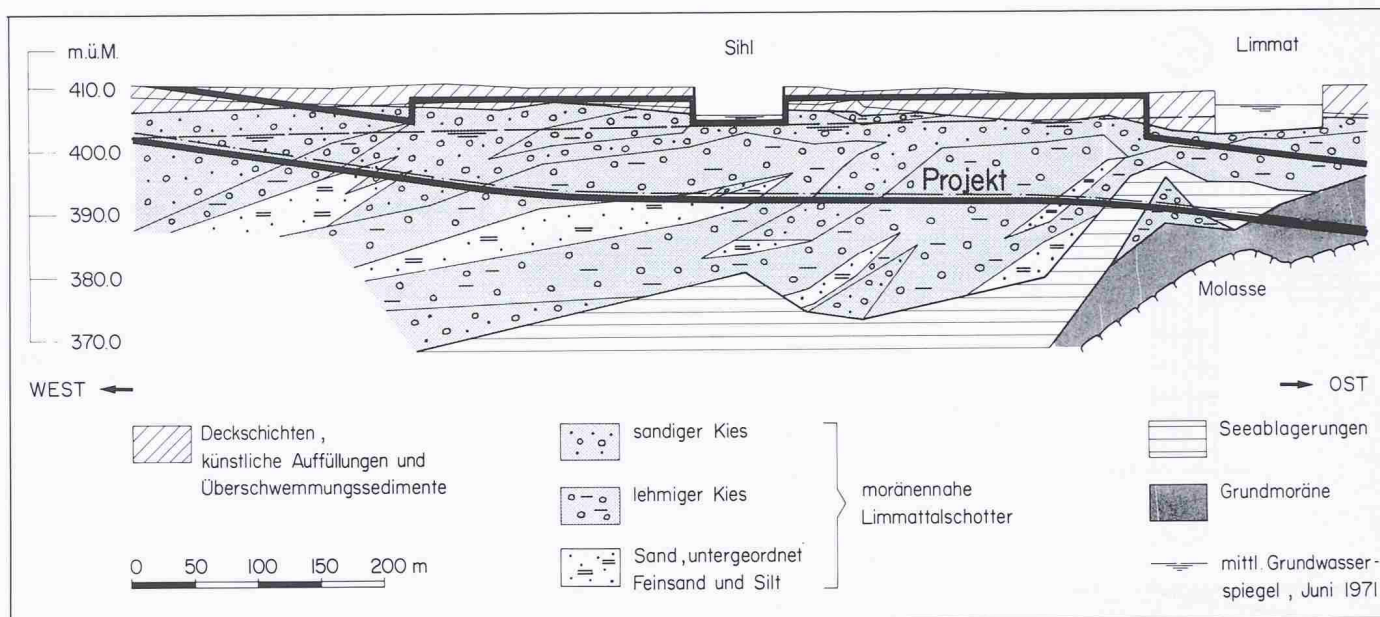 m.ü.M.
Sihl
Limmat
410.0
400.0
390.0
380.0
370.0
Projekt
Molasse
WEST
OST
Deckschichten,
künstliche Auffüllungen und
Überschwemmungssedimente
0 50 100 150 200 m
sandiger Kies
lehmiger Kies
Sand, untergeordnet
Feinsand und Silt
moränennahe
Limmattalschotter
Seeablagerungen
Grundmoräne
mittl. Grundwasser-
spiegel, Juni 1971